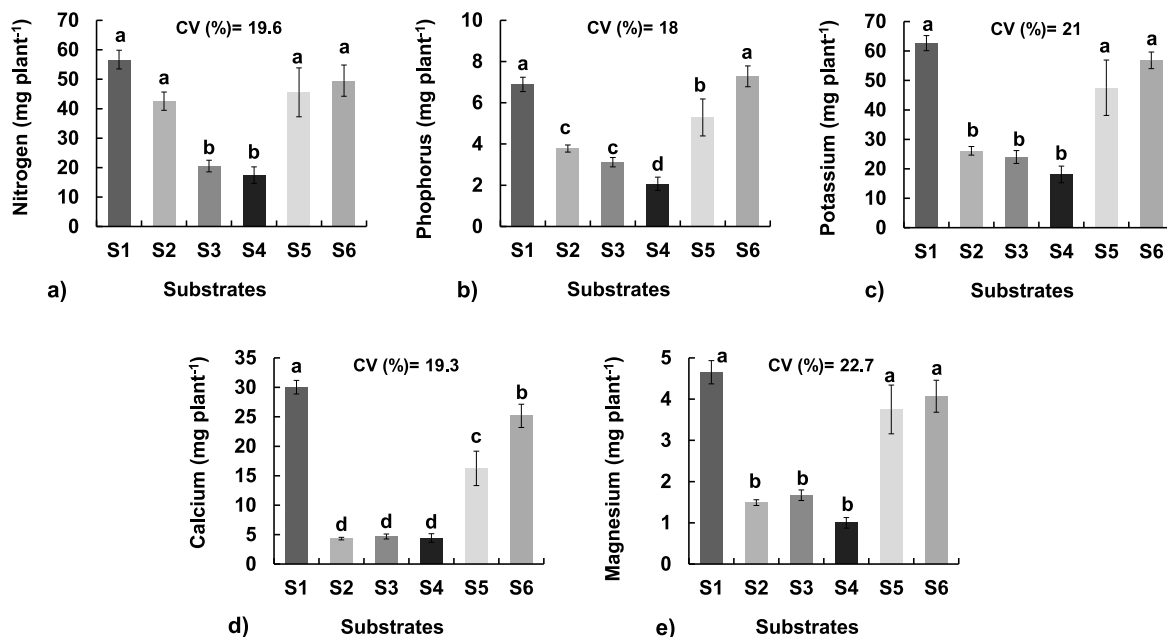 CV (%)= 19.6
Nitrogen (mg plant⁻¹)
70
60
50
40
30
20
10
0
a
a
b
b
a
a
S1 S2 S3 S4 S5 S6
a)
Substrates
CV (%)= 18
Phophorus (mg plant⁻¹)
10
8
6
4
2
0
a
c
c
d
b
a
S1 S2 S3 S4 S5 S6
b)
Substrates
CV (%)= 21
Potassium (mg plant⁻¹)
70
60
50
40
30
20
10
0
a
b
b
b
a
a
S1 S2 S3 S4 S5 S6
c)
Substrates
CV (%)= 19.3
Calcium (mg plant⁻¹)
35
30
25
20
15
10
5
0
a
d
d
d
c
b
S1 S2 S3 S4 S5 S6
d)
Substrates
CV (%)= 22.7
Magnesium (mg plant⁻¹)
5
4
3
2
1
0
a
b
b
b
a
a
S1 S2 S3 S4 S5 S6
e)
Substrates